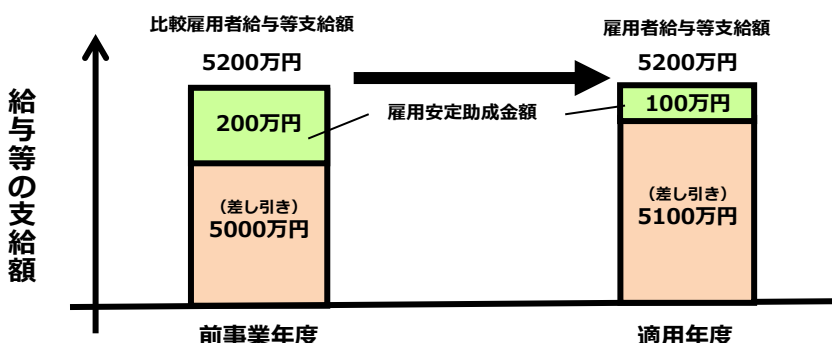 比較雇用者給与等支給額
5200万円
雇用者給与等支給額
5200万円
給与等の支給額
200万円
雇用安定助成金額
100万円
(差し引き)
5000万円
(差し引き)
5100万円
前事業年度
適用年度